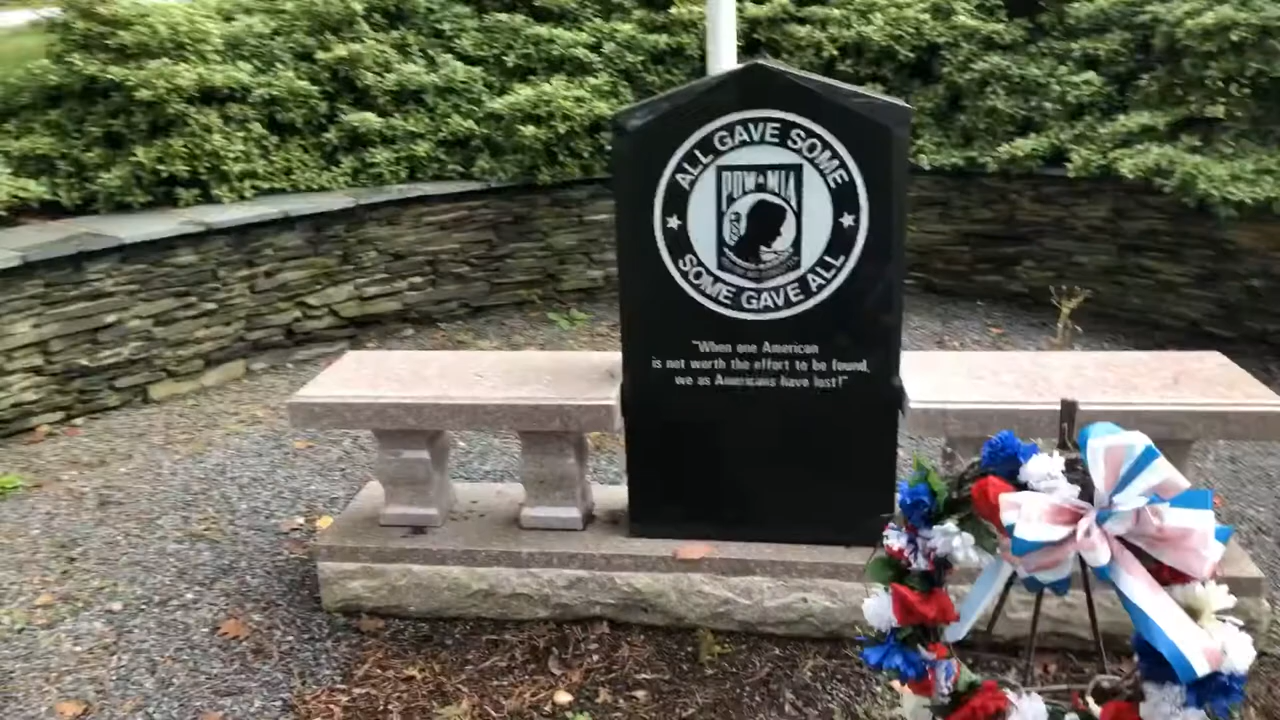 ALL GAVE SOME
POW★MIA
SOME GAVE ALL
"When one American
is not worth the effort to be found,
we as Americans have lost!"